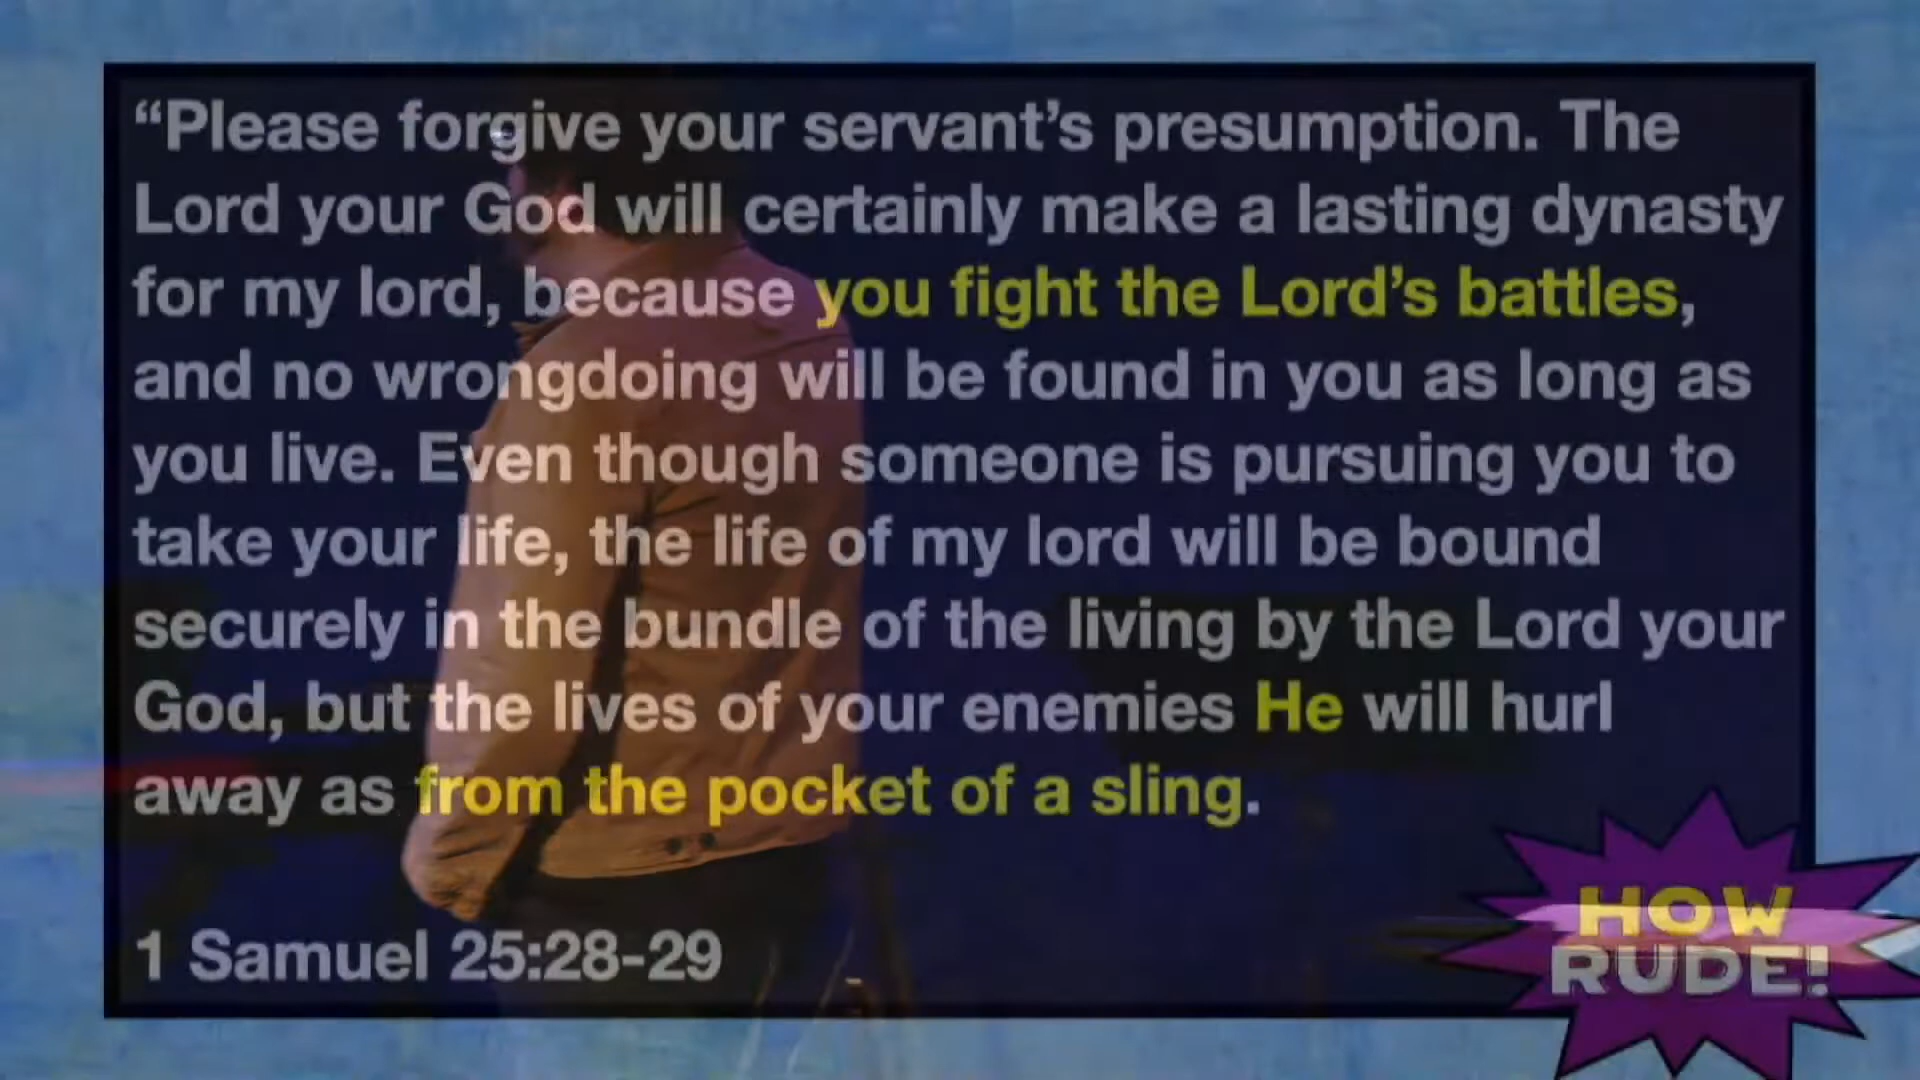 “Please forgive your servant’s presumption. The
Lord your God will certainly make a lasting dynasty
for my lord, because you fight the Lord’s battles,
and no wrongdoing will be found in you as long as
you live. Even though someone is pursuing you to
take your life, the life of my lord will be bound
securely in the bundle of the living by the Lord your
God, but the lives of your enemies He will hurl
away as from the pocket of a sling.
1 Samuel 25:28-29
HOW
RUDE!